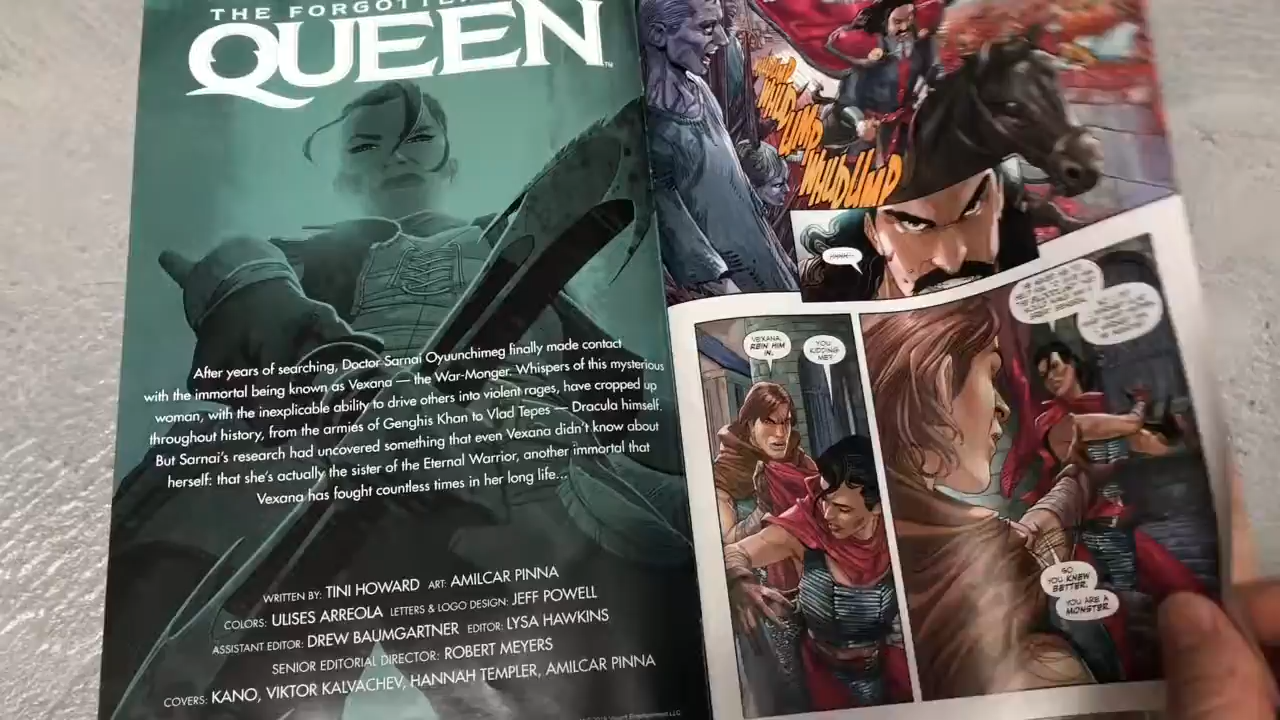 THE FORGOTTEN
QUEEN
After years of searching, Doctor Sarnai Oyuunchimeg finally made contact
with the immortal being known as Vexana — the War-Monger. Whispers of this mysterious
woman, with the inexplicable ability to drive others into violent rages, have cropped up
throughout history, from the armies of Genghis Khan to Vlad Tepes — Dracula himself.
But Sarnai's research had uncovered something that even Vexana didn't know about
herself: that she's actually the sister of the Eternal Warrior, another immortal that
Vexana has fought countless times in her long life...
WRITTEN BY: TINI HOWARD ART: AMILCAR PINNA
COLORS: ULISES ARREOLA LETTERS & LOGO DESIGN: JEFF POWELL
ASSISTANT EDITOR: DREW BAUMGARTNER EDITOR: LYSA HAWKINS
SENIOR EDITORIAL DIRECTOR: ROBERT MEYERS
COVERS: KANO, VIKTOR KALVACHEV, HANNAH TEMPLER, AMILCAR PINNA
WHUDUMP
VEXANA,
REIN HIM
IN.
YOU
KIDDING
ME?
SO
YOU KNEW
BETTER.
YOU ARE A
MONSTER.